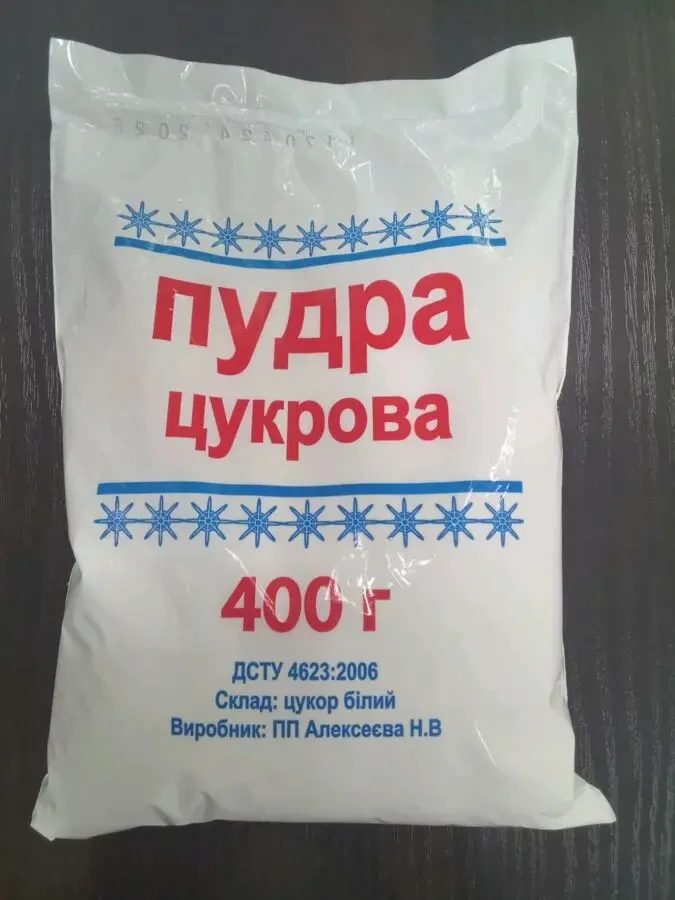 пудра
цукрова
400 г
ДСТУ 4623:2006
Склад: цукор білий
Виробник: ПП Алексеєва Н.В